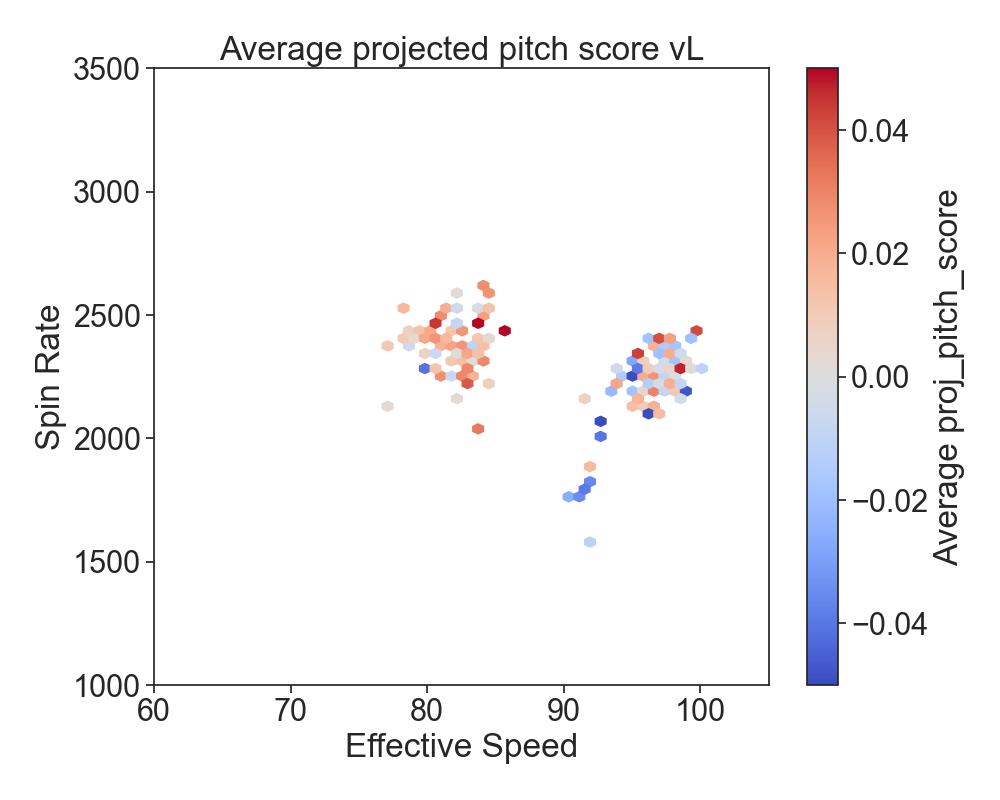 Average projected pitch score vL
3500
3000
2500
2000
1500
1000
Spin Rate
60 70 80 90 100
Effective Speed
0.04
0.02
0.00
−0.02
−0.04
Average proj_pitch_score